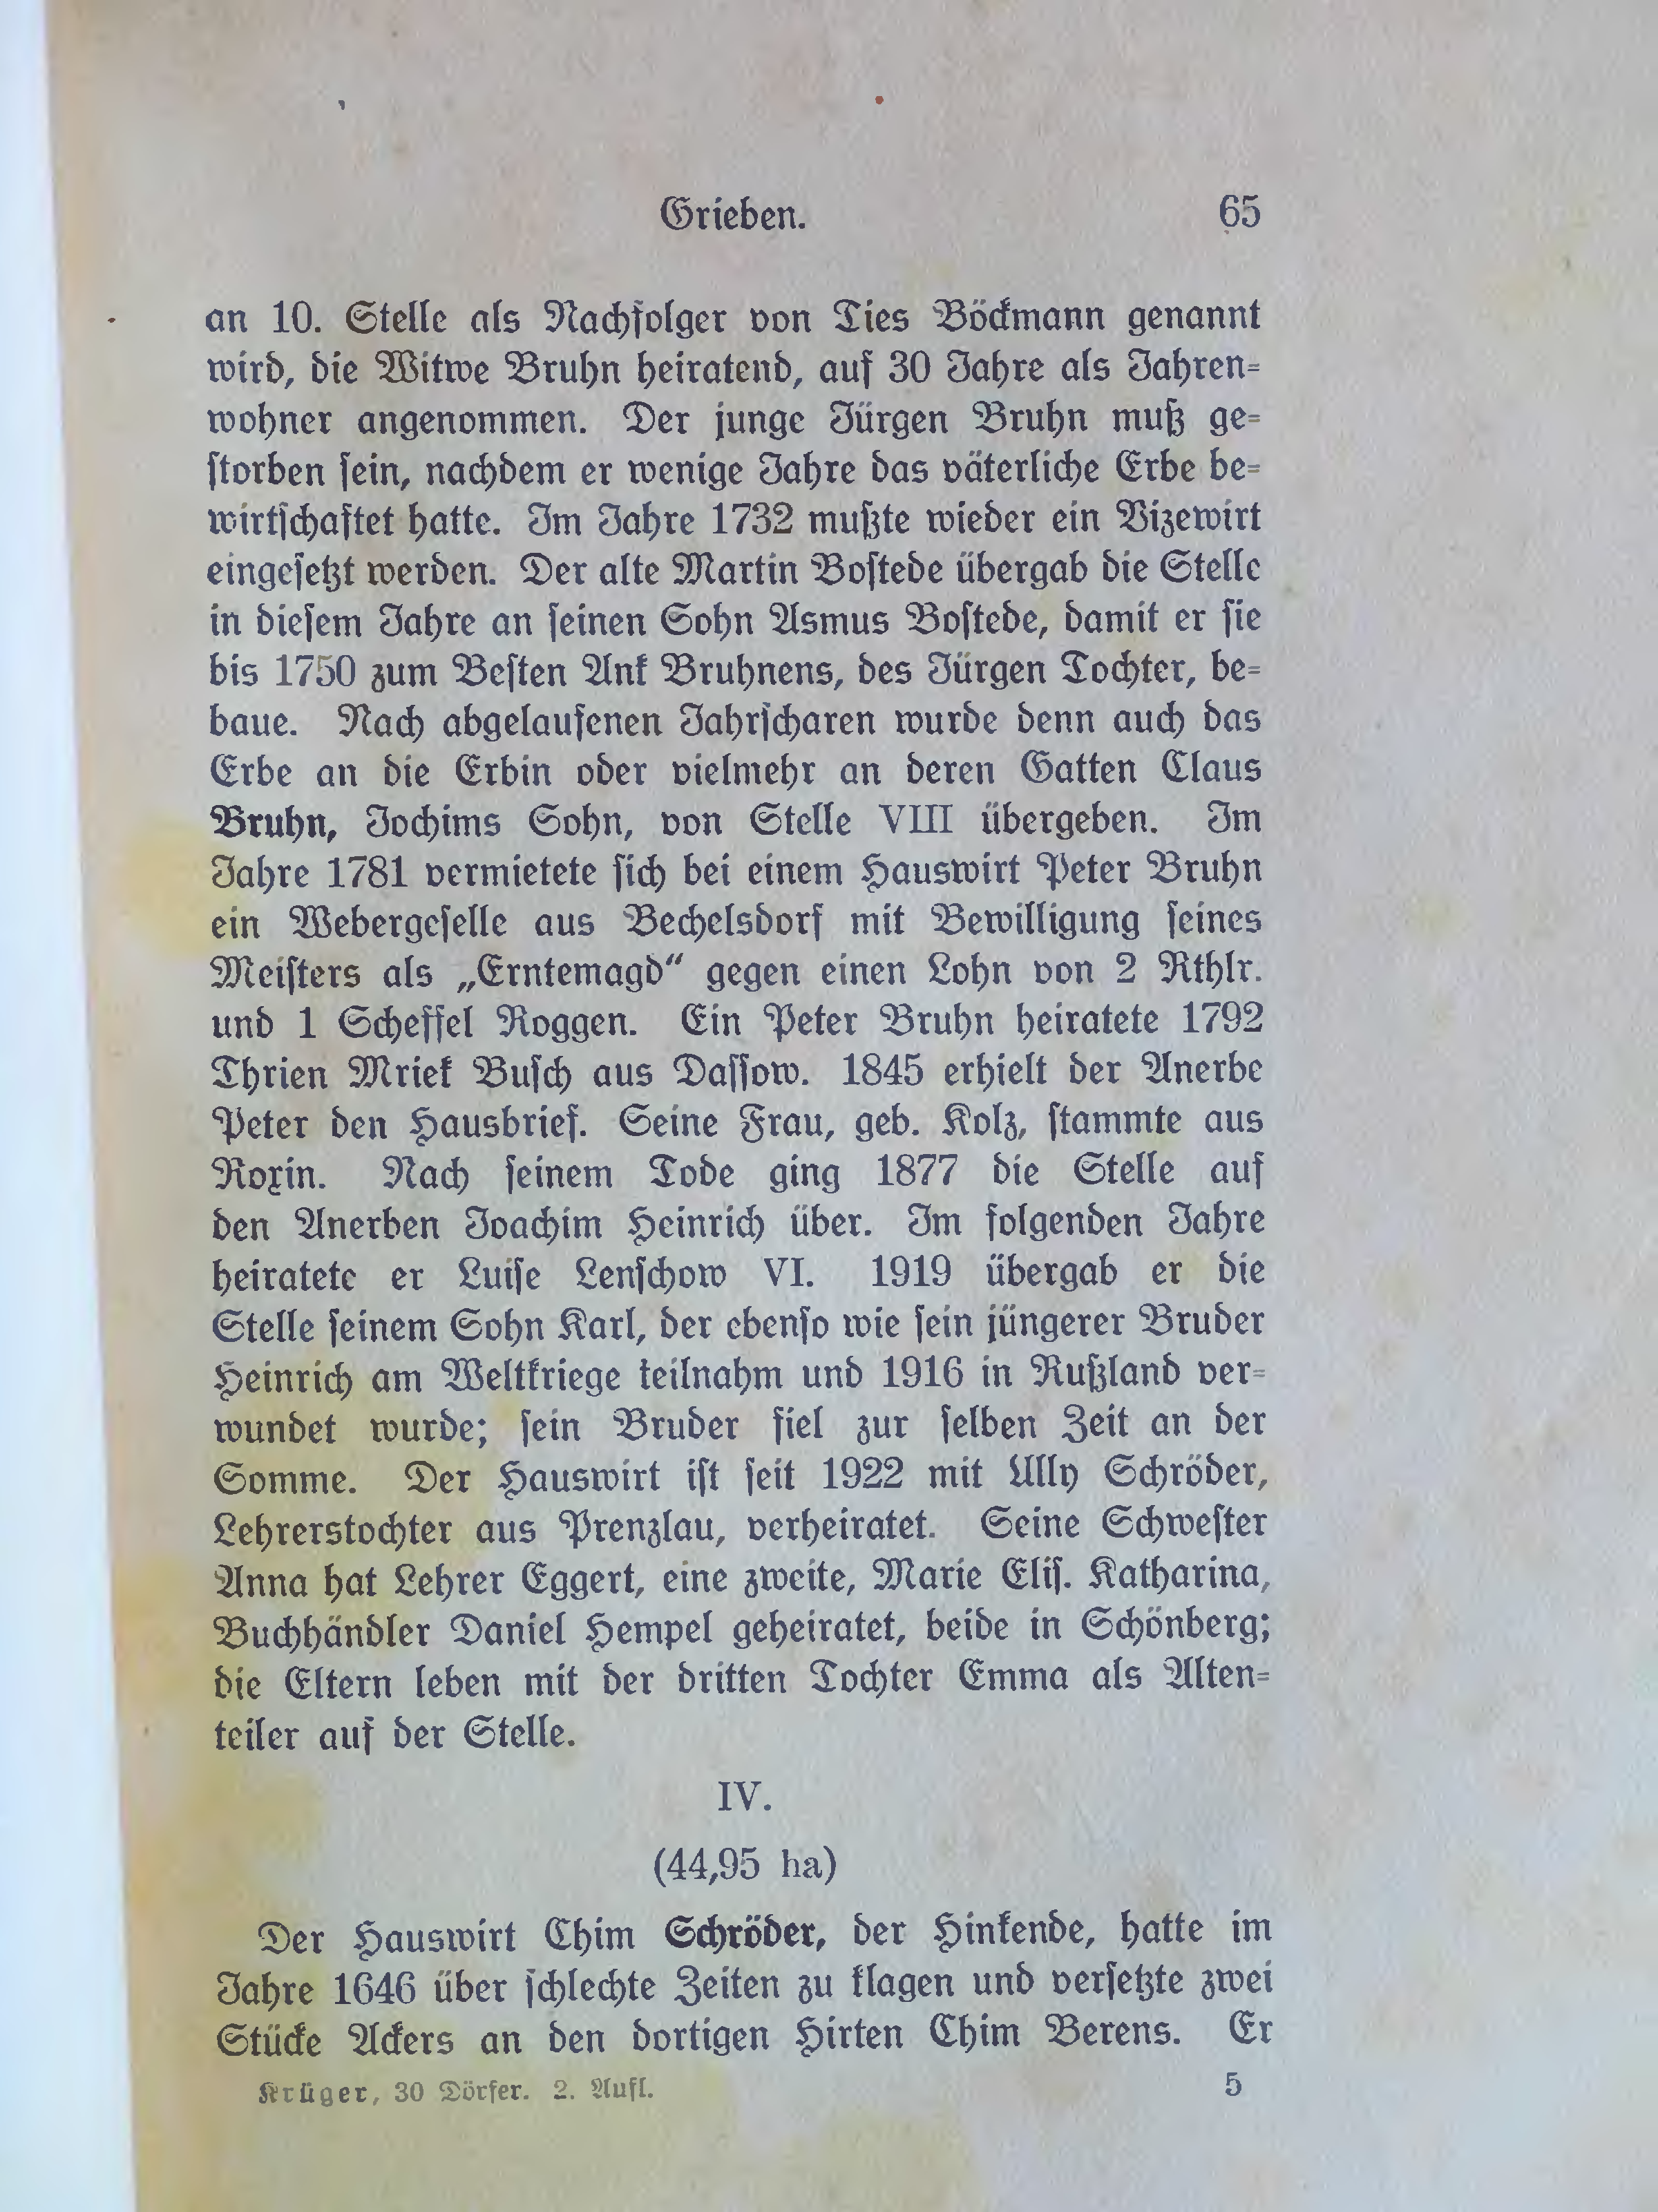 Grieben. 65
an 10. Stelle als Nachfolger von Ties Böckmann genannt
wird, die Witwe Bruhn heiratend, auf 30 Jahre als Jahren-
wohner angenommen. Der junge Jürgen Bruhn muß ge-
storben sein, nachdem er wenige Jahre das väterliche Erbe be-
wirtschaftet hatte. Im Jahre 1732 mußte wieder ein Vizewirt
eingesetzt werden. Der alte Martin Bostede übergab die Stelle
in diesem Jahre an seinen Sohn Asmus Bostede, damit er sie
bis 1750 zum Besten Ank Bruhnens, des Jürgen Tochter, be-
baue. Nach abgelaufenen Jahrscharen wurde denn auch das
Erbe an die Erbin oder vielmehr an deren Gatten Claus
Bruhn, Jochims Sohn, von Stelle VIII übergeben. Im
Jahre 1781 vermietete sich bei einem Hauswirt Peter Bruhn
ein Webergeselle aus Bechelsdorf mit Bewilligung seines
Meisters als „Erntemagd“ gegen einen Lohn von 2 Rthlr.
und 1 Scheffel Roggen. Ein Peter Bruhn heiratete 1792
Thrien Mriek Busch aus Dassow. 1845 erhielt der Anerbe
Peter den Hausbrief. Seine Frau, geb. Kolz, stammte aus
Roxin. Nach seinem Tode ging 1877 die Stelle auf
den Anerben Joachim Heinrich über. Im folgenden Jahre
heiratete er Luise Lenschow VI. 1919 übergab er die
Stelle seinem Sohn Karl, der ebenso wie sein jüngerer Bruder
Heinrich am Weltkriege teilnahm und 1916 in Rußland ver-
wundet wurde; sein Bruder fiel zur selben Zeit an der
Somme. Der Hauswirt ist seit 1922 mit Ully Schröder,
Lehrerstochter aus Prenzlau, verheiratet. Seine Schwester
Anna hat Lehrer Eggert, eine zweite, Marie Elis. Katharina,
Buchhändler Daniel Hempel geheiratet, beide in Schönberg;
die Eltern leben mit der dritten Tochter Emma als Alten-
teiler auf der Stelle.
IV.
(44,95 ha)
Der Hauswirt Chim Schröder, der Hinkende, hatte im
Jahre 1646 über schlechte Zeiten zu klagen und versetzte zwei
Stücke Ackers an den dortigen Hirten Chim Berens. Er
Krüger, 30 Dörfer. 2. Aufl. 5